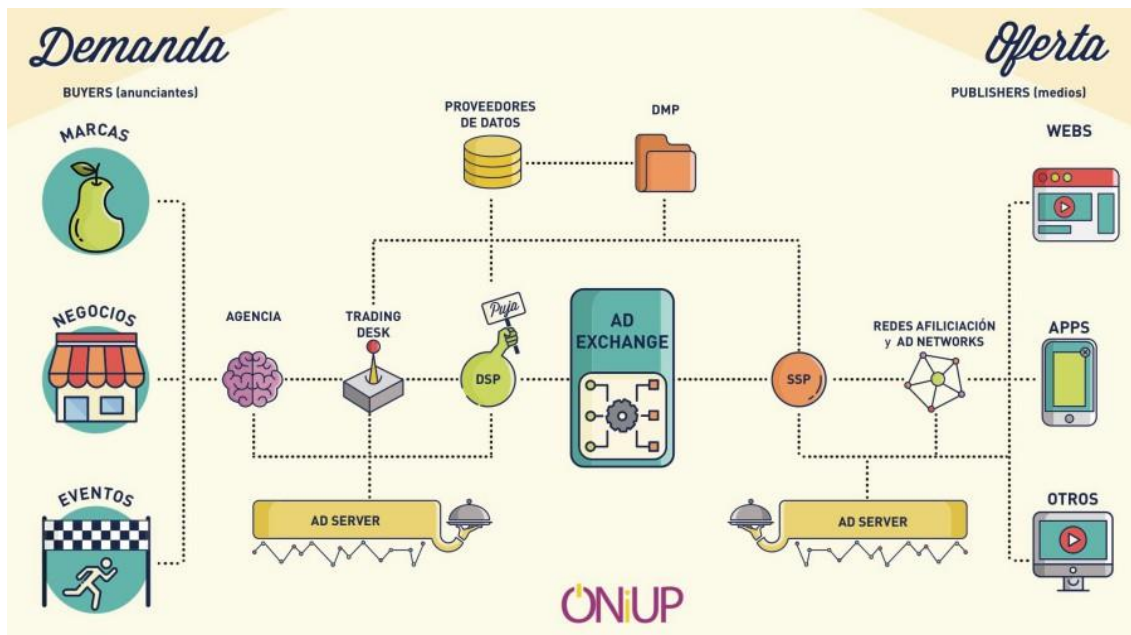 Demanda
BUYERS (anunciantes)
Oferta
PUBLISHERS (medios)
MARCAS
NEGOCIOS
EVENTOS
PROVEEDORES
DE DATOS
DMP
AGENCIA
TRADING
DESK
Puja
DSP
AD
EXCHANGE
SSP
REDES AFILICIACIÓN
y AD NETWORKS
WEBS
APPS
OTROS
AD SERVER
AD SERVER
ONiUP